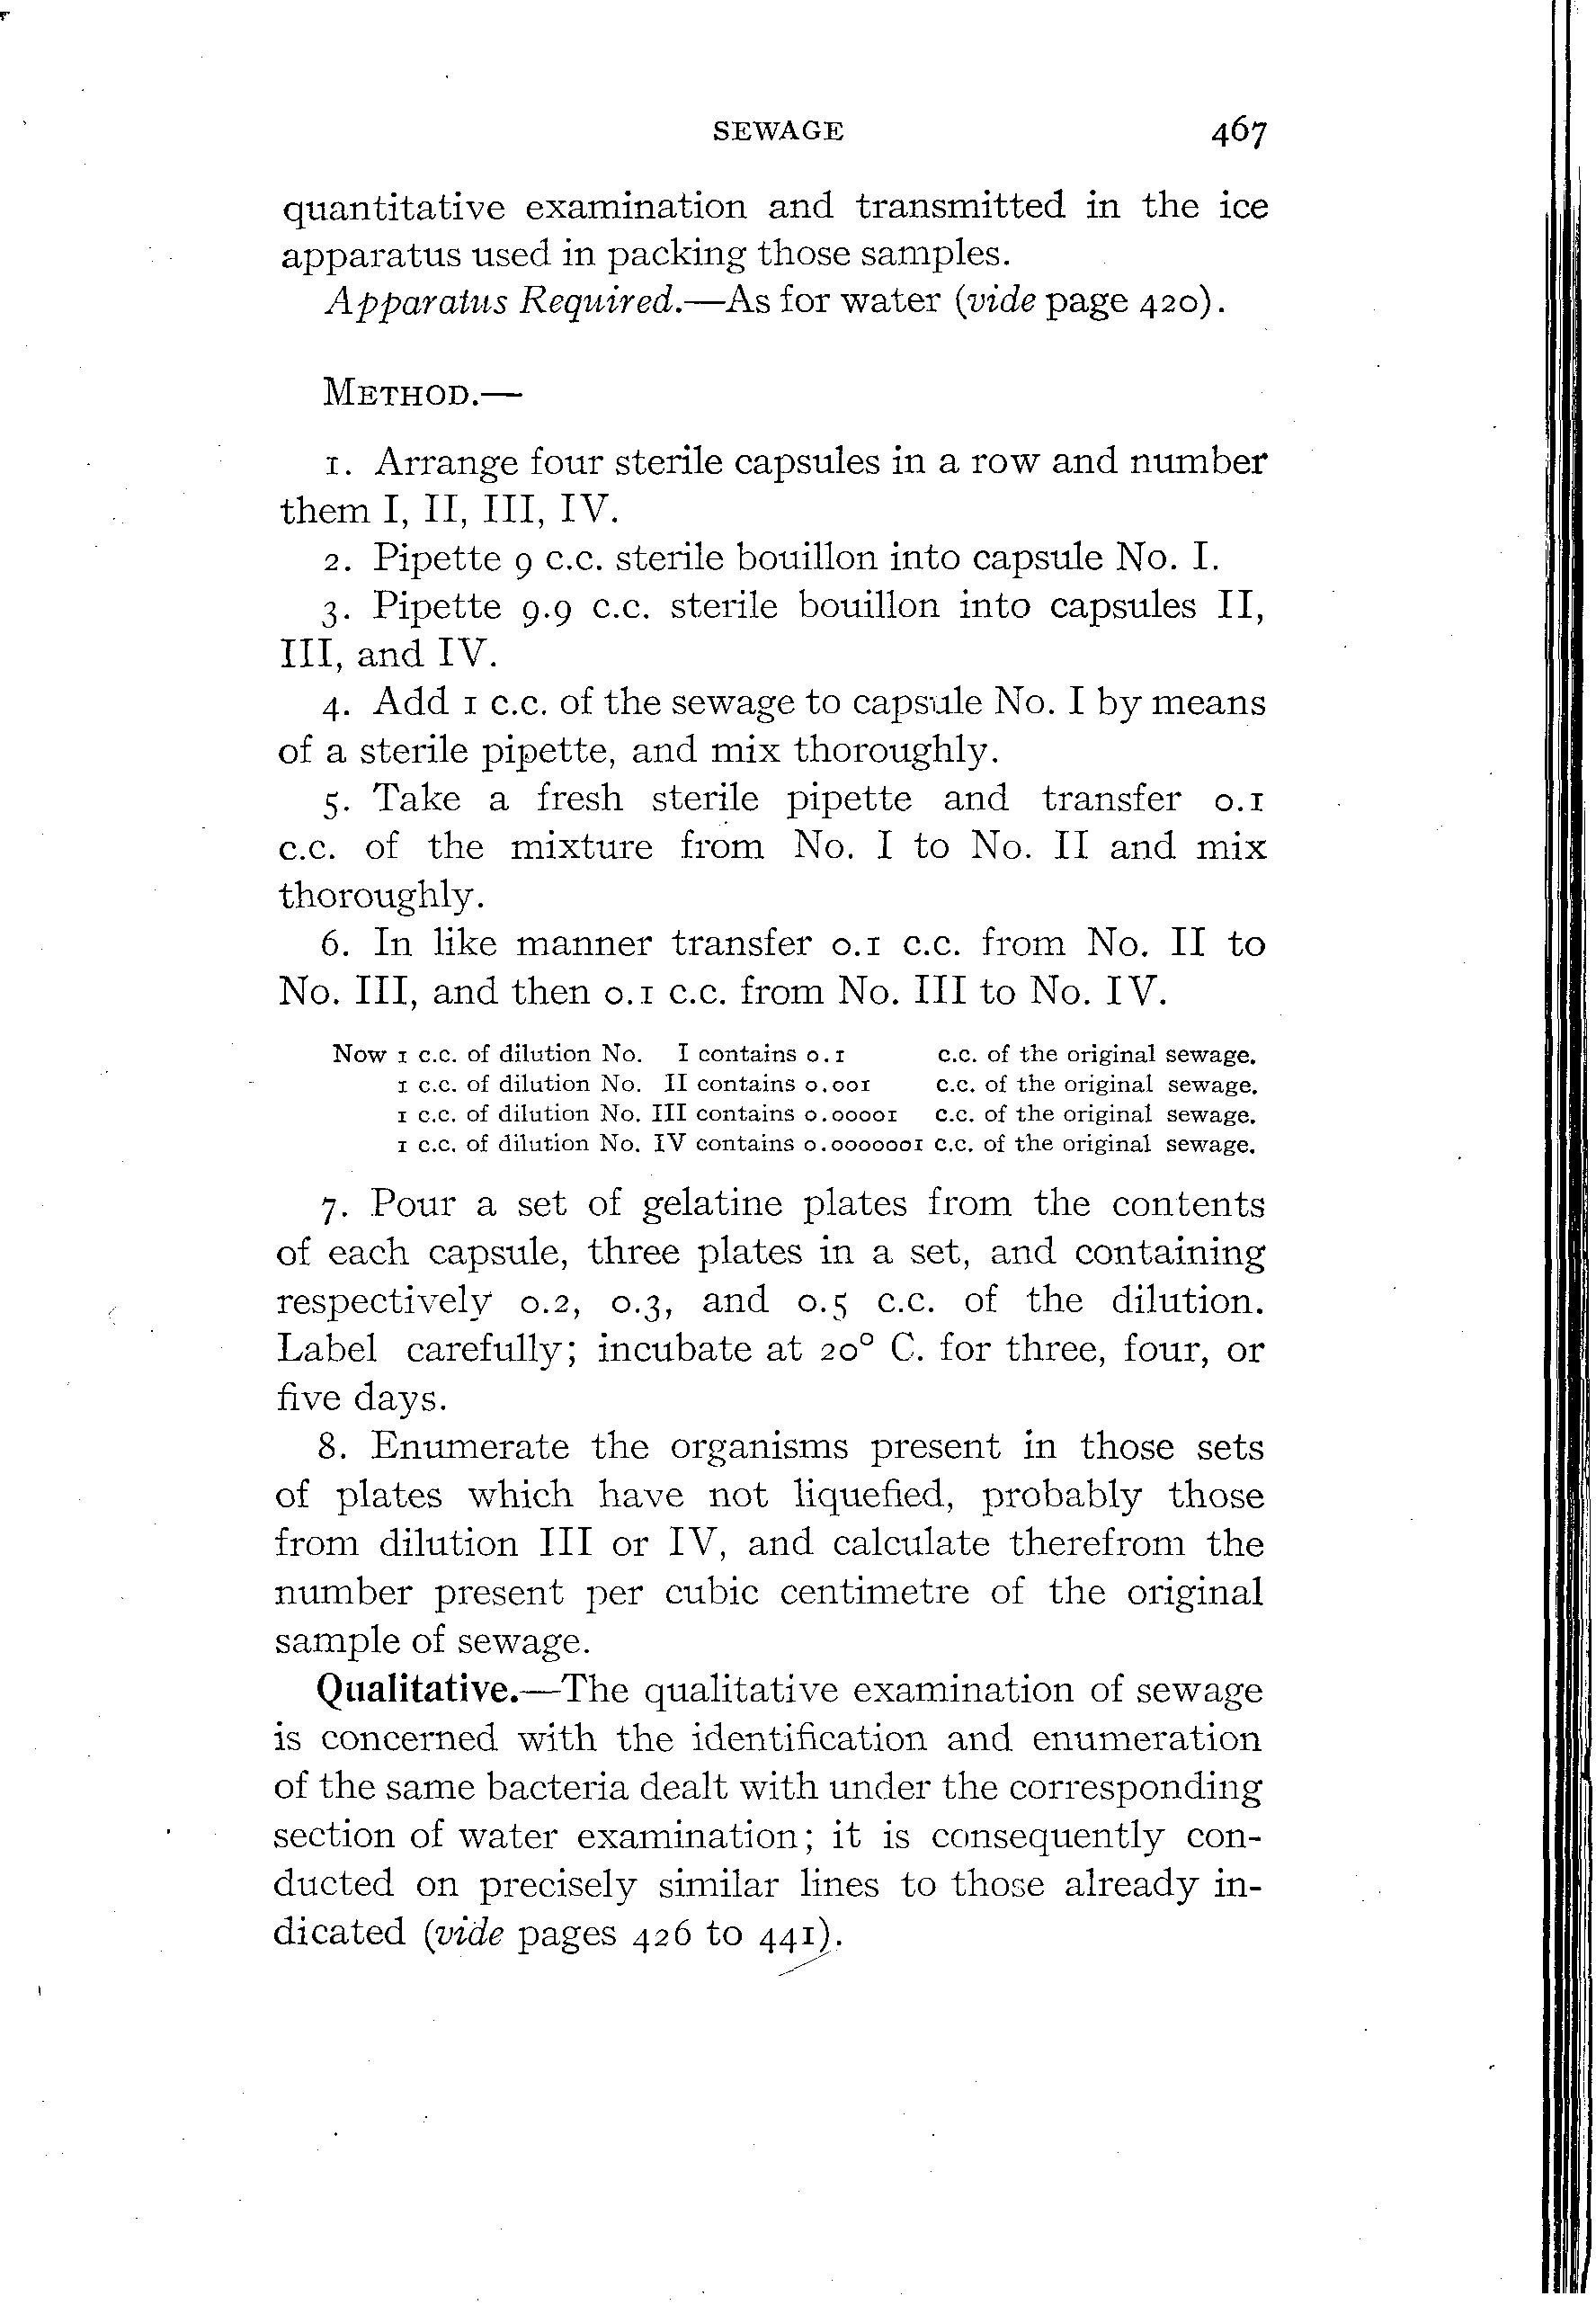 SEWAGE 467
quantitative examination and transmitted in the ice
apparatus used in packing those samples.
Apparatus Required.—As for water (vide page 420).
METHOD.—
1. Arrange four sterile capsules in a row and number
them I, II, III, IV.
2. Pipette 9 c.c. sterile bouillon into capsule No. I.
3. Pipette 9.9 c.c. sterile bouillon into capsules II,
III, and IV.
4. Add 1 c.c. of the sewage to capsule No. I by means
of a sterile pipette, and mix thoroughly.
5. Take a fresh sterile pipette and transfer 0.1
c.c. of the mixture from No. I to No. II and mix
thoroughly.
6. In like manner transfer 0.1 c.c. from No. II to
No. III, and then 0.1 c.c. from No. III to No. IV.
Now 1 c.c. of dilution No. I contains 0.1 c.c. of the original sewage.
1 c.c. of dilution No. II contains 0.001 c.c. of the original sewage.
1 c.c. of dilution No. III contains 0.00001 c.c. of the original sewage.
1 c.c. of dilution No. IV contains 0.0000001 c.c. of the original sewage.
7. Pour a set of gelatine plates from the contents
of each capsule, three plates in a set, and containing
respectively 0.2, 0.3, and 0.5 c.c. of the dilution.
Label carefully; incubate at 20° C. for three, four, or
five days.
8. Enumerate the organisms present in those sets
of plates which have not liquefied, probably those
from dilution III or IV, and calculate therefrom the
number present per cubic centimetre of the original
sample of sewage.
Qualitative.—The qualitative examination of sewage
is concerned with the identification and enumeration
of the same bacteria dealt with under the corresponding
section of water examination; it is consequently con-
ducted on precisely similar lines to those already in-
dicated (vide pages 426 to 441).